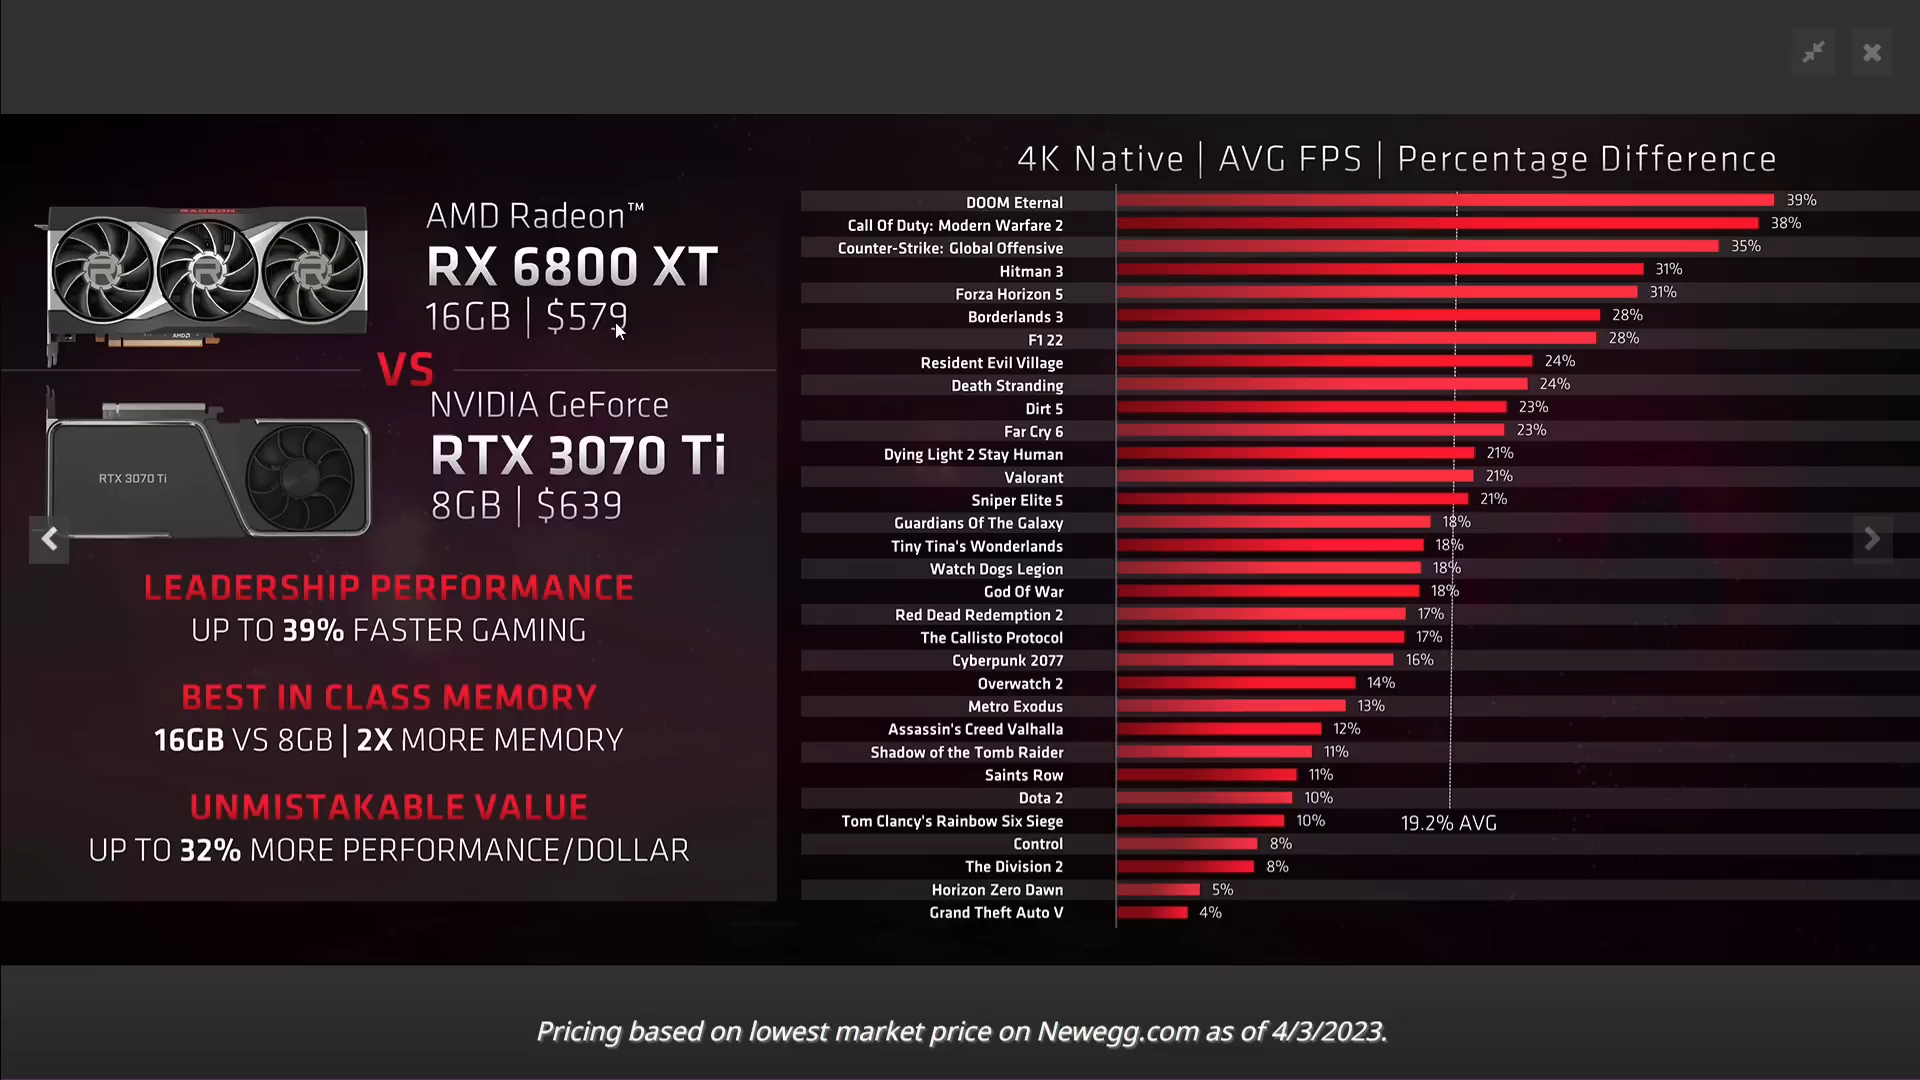 4K Native | AVG FPS | Percentage Difference
RADEON
AMD
AMD Radeon™
RX 6800 XT
16GB | $579
VS
NVIDIA GeForce
RTX 3070 Ti
8GB | $639
RTX 3070 Ti
LEADERSHIP PERFORMANCE
UP TO 39% FASTER GAMING
BEST IN CLASS MEMORY
16GB VS 8GB | 2X MORE MEMORY
UNMISTAKABLE VALUE
UP TO 32% MORE PERFORMANCE/DOLLAR
DOOM Eternal 39%
Call Of Duty: Modern Warfare 2 38%
Counter-Strike: Global Offensive 35%
Hitman 3 31%
Forza Horizon 5 31%
Borderlands 3 28%
F1 22 28%
Resident Evil Village 24%
Death Stranding 24%
Dirt 5 23%
Far Cry 6 23%
Dying Light 2 Stay Human 21%
Valorant 21%
Sniper Elite 5 21%
Guardians Of The Galaxy 18%
Tiny Tina's Wonderlands 18%
Watch Dogs Legion 18%
God Of War 18%
Red Dead Redemption 2 17%
The Callisto Protocol 17%
Cyberpunk 2077 16%
Overwatch 2 14%
Metro Exodus 13%
Assassin's Creed Valhalla 12%
Shadow of the Tomb Raider 11%
Saints Row 11%
Dota 2 10%
Tom Clancy's Rainbow Six Siege 10%
19.2% AVG
Control 8%
The Division 2 8%
Horizon Zero Dawn 5%
Grand Theft Auto V 4%
Pricing based on lowest market price on Newegg.com as of 4/3/2023.